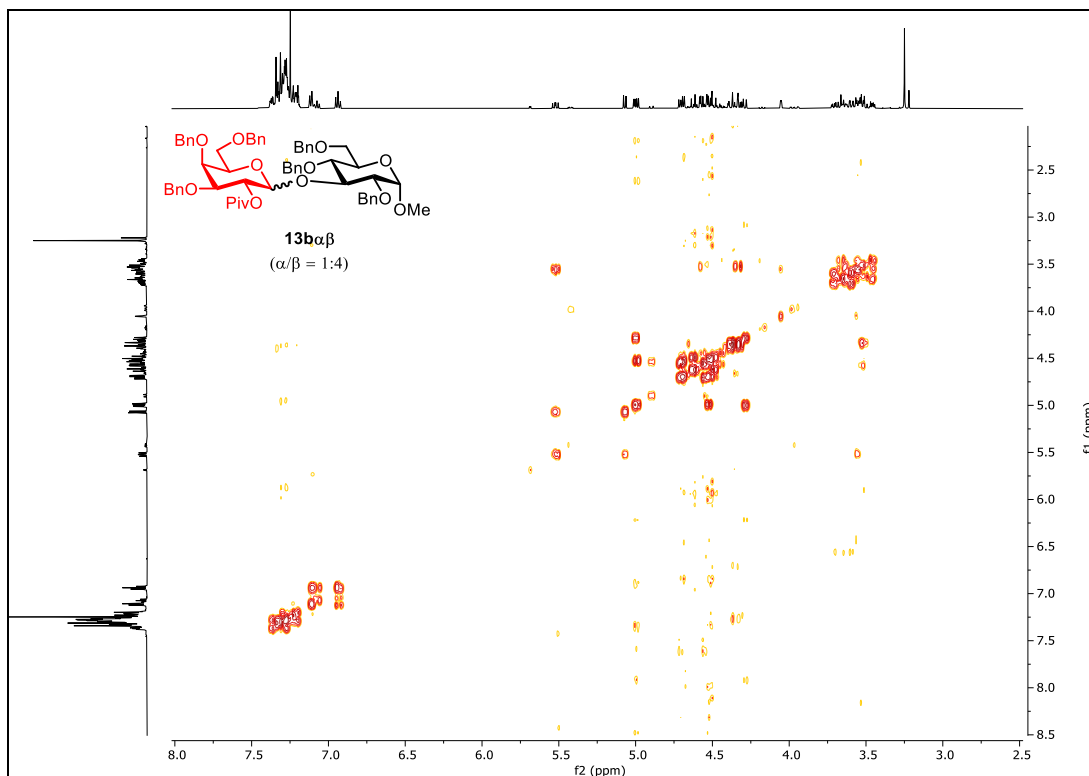 BnO OBn
O
BnO
PivO
O
BnO
BnO
O
BnO
OMe
13bαβ
(α/β = 1:4)
2.5
3.0
3.5
4.0
4.5
5.0
5.5
6.0
6.5
7.0
7.5
8.0
8.5
f1 (ppm)
8.0 7.5 7.0 6.5 6.0 5.5 5.0 4.5 4.0 3.5 3.0 2.5
f2 (ppm)